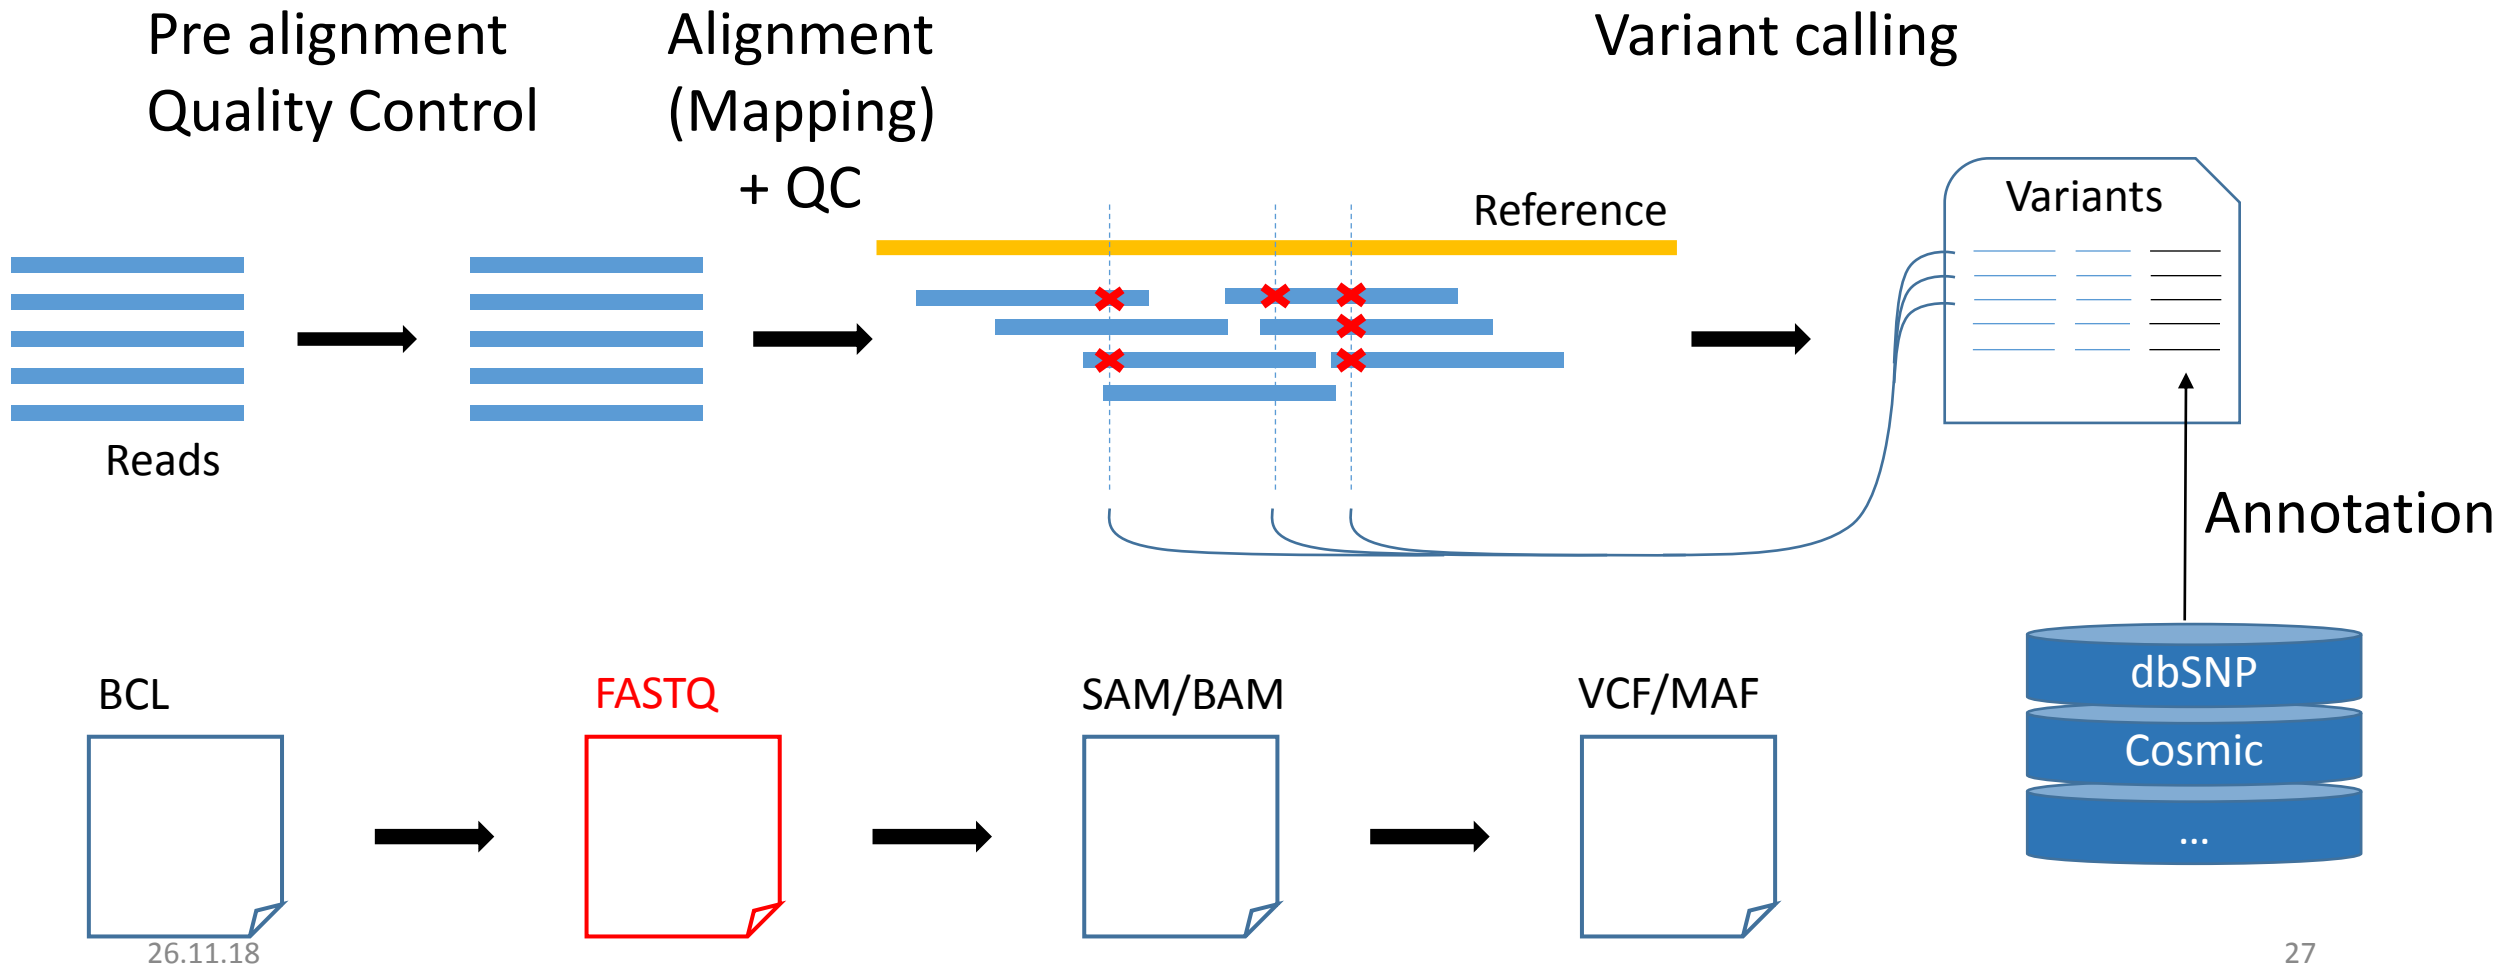 Pre alignment
Quality Control
Alignment
(Mapping)
+ QC
Variant calling
Reference
Variants
Reads
Annotation
BCL
FASTQ
SAM/BAM
VCF/MAF
dbSNP
Cosmic
...
26.11.18
27